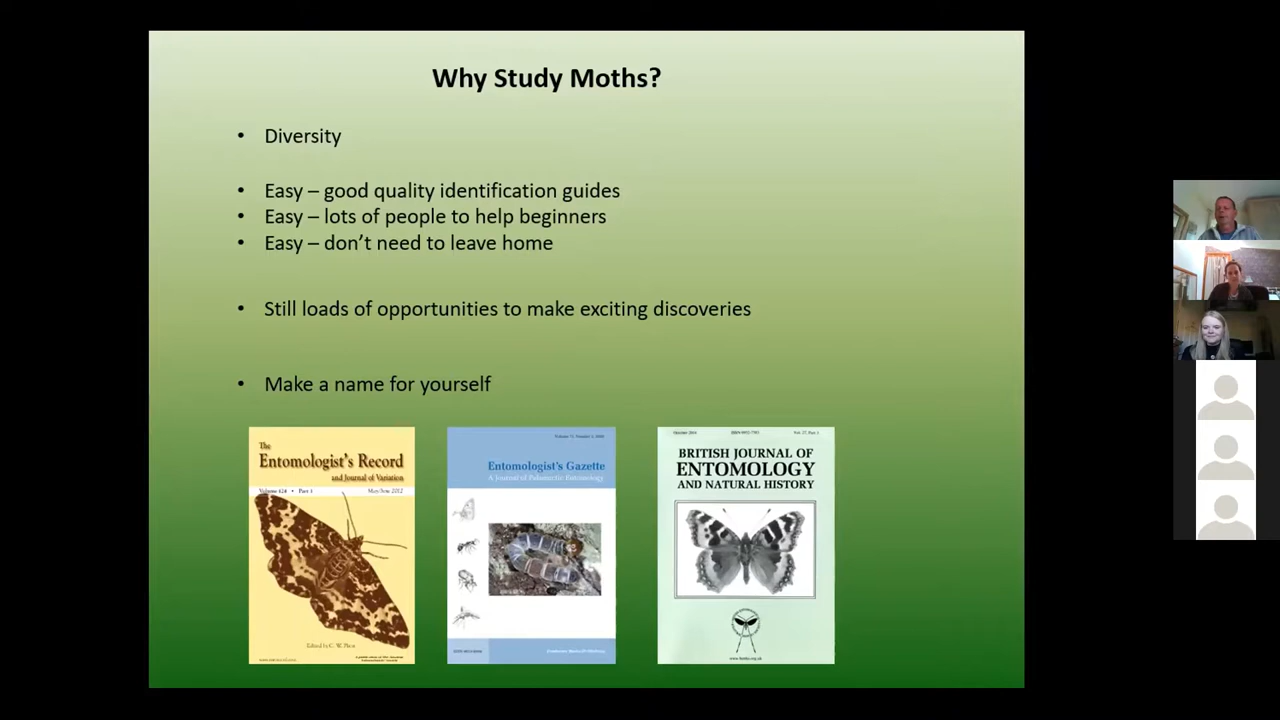 Why Study Moths?
• Diversity
• Easy – good quality identification guides
• Easy – lots of people to help beginners
• Easy – don't need to leave home
• Still loads of opportunities to make exciting discoveries
• Make a name for yourself
The
Entomologist's Record
and Journal of Variation
Volume 124 • Part 3 May/June 2012
Edited by C. W. Plant
Entomologist's Gazette
A Journal of Palaearctic Entomology
BRITISH JOURNAL OF
ENTOMOLOGY
AND NATURAL HISTORY